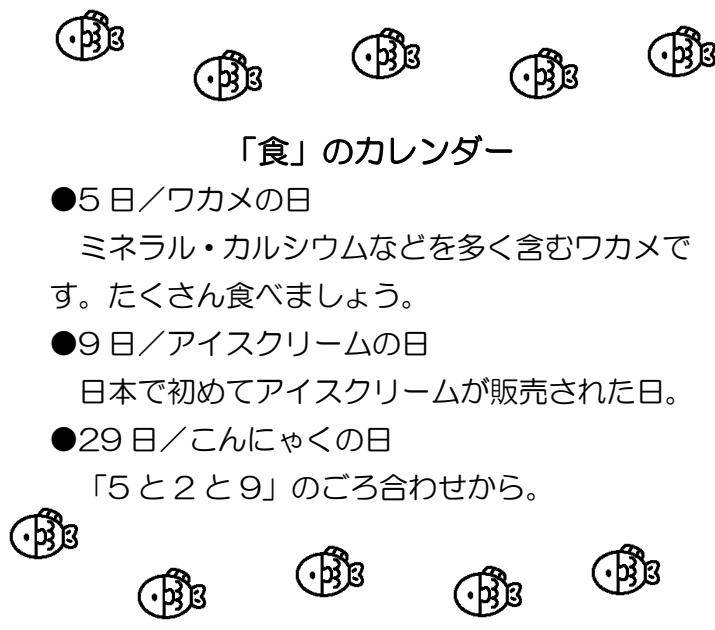 「食」のカレンダー
●5日／ワカメの日
　ミネラル・カルシウムなどを多く含むワカメで
す。たくさん食べましょう。
●9日／アイスクリームの日
　日本で初めてアイスクリームが販売された日。
●29日／こんにゃくの日
　「5と2と9」のごろ合わせから。